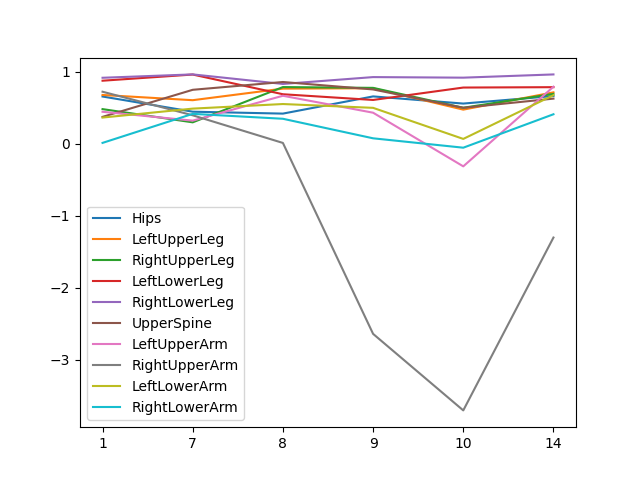 1
0
−1
−2
−3
Hips
LeftUpperLeg
RightUpperLeg
LeftLowerLeg
RightLowerLeg
UpperSpine
LeftUpperArm
RightUpperArm
LeftLowerArm
RightLowerArm
1 7 8 9 10 14